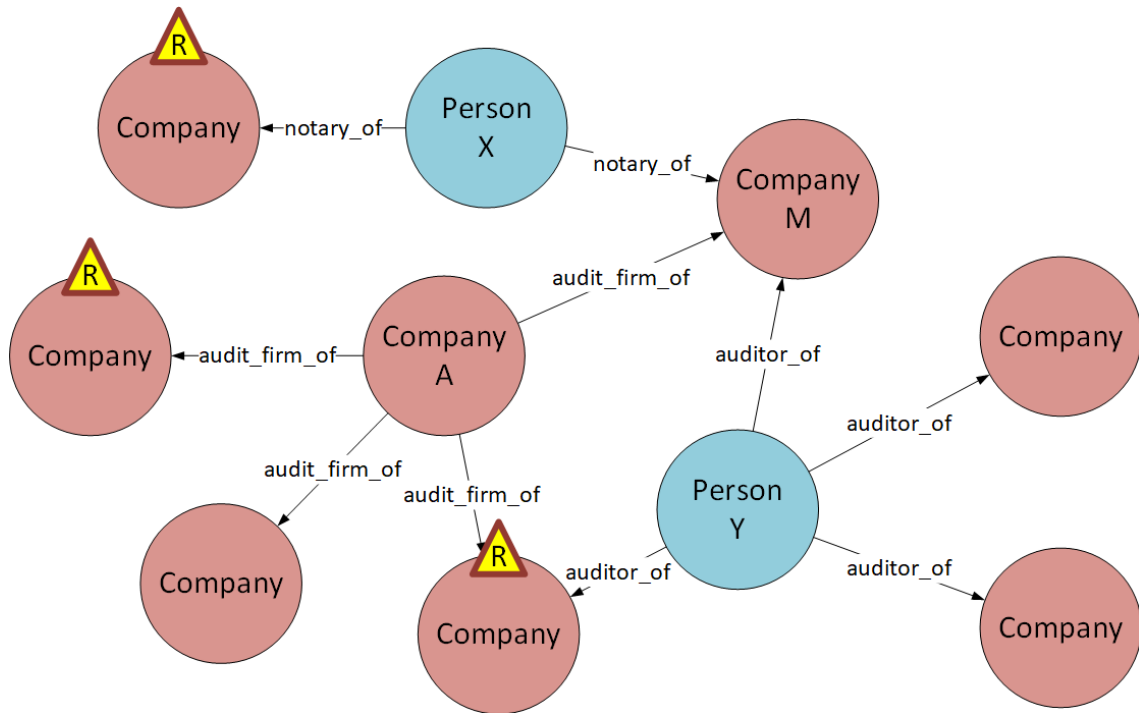 R
Company
notary_of
Person
X
notary_of
Company
M
R
Company
audit_firm_of
Company
A
audit_firm_of
auditor_of
Company
auditor_of
audit_firm_of
Company
audit_firm_of
R
Company
auditor_of
Person
Y
auditor_of
Company